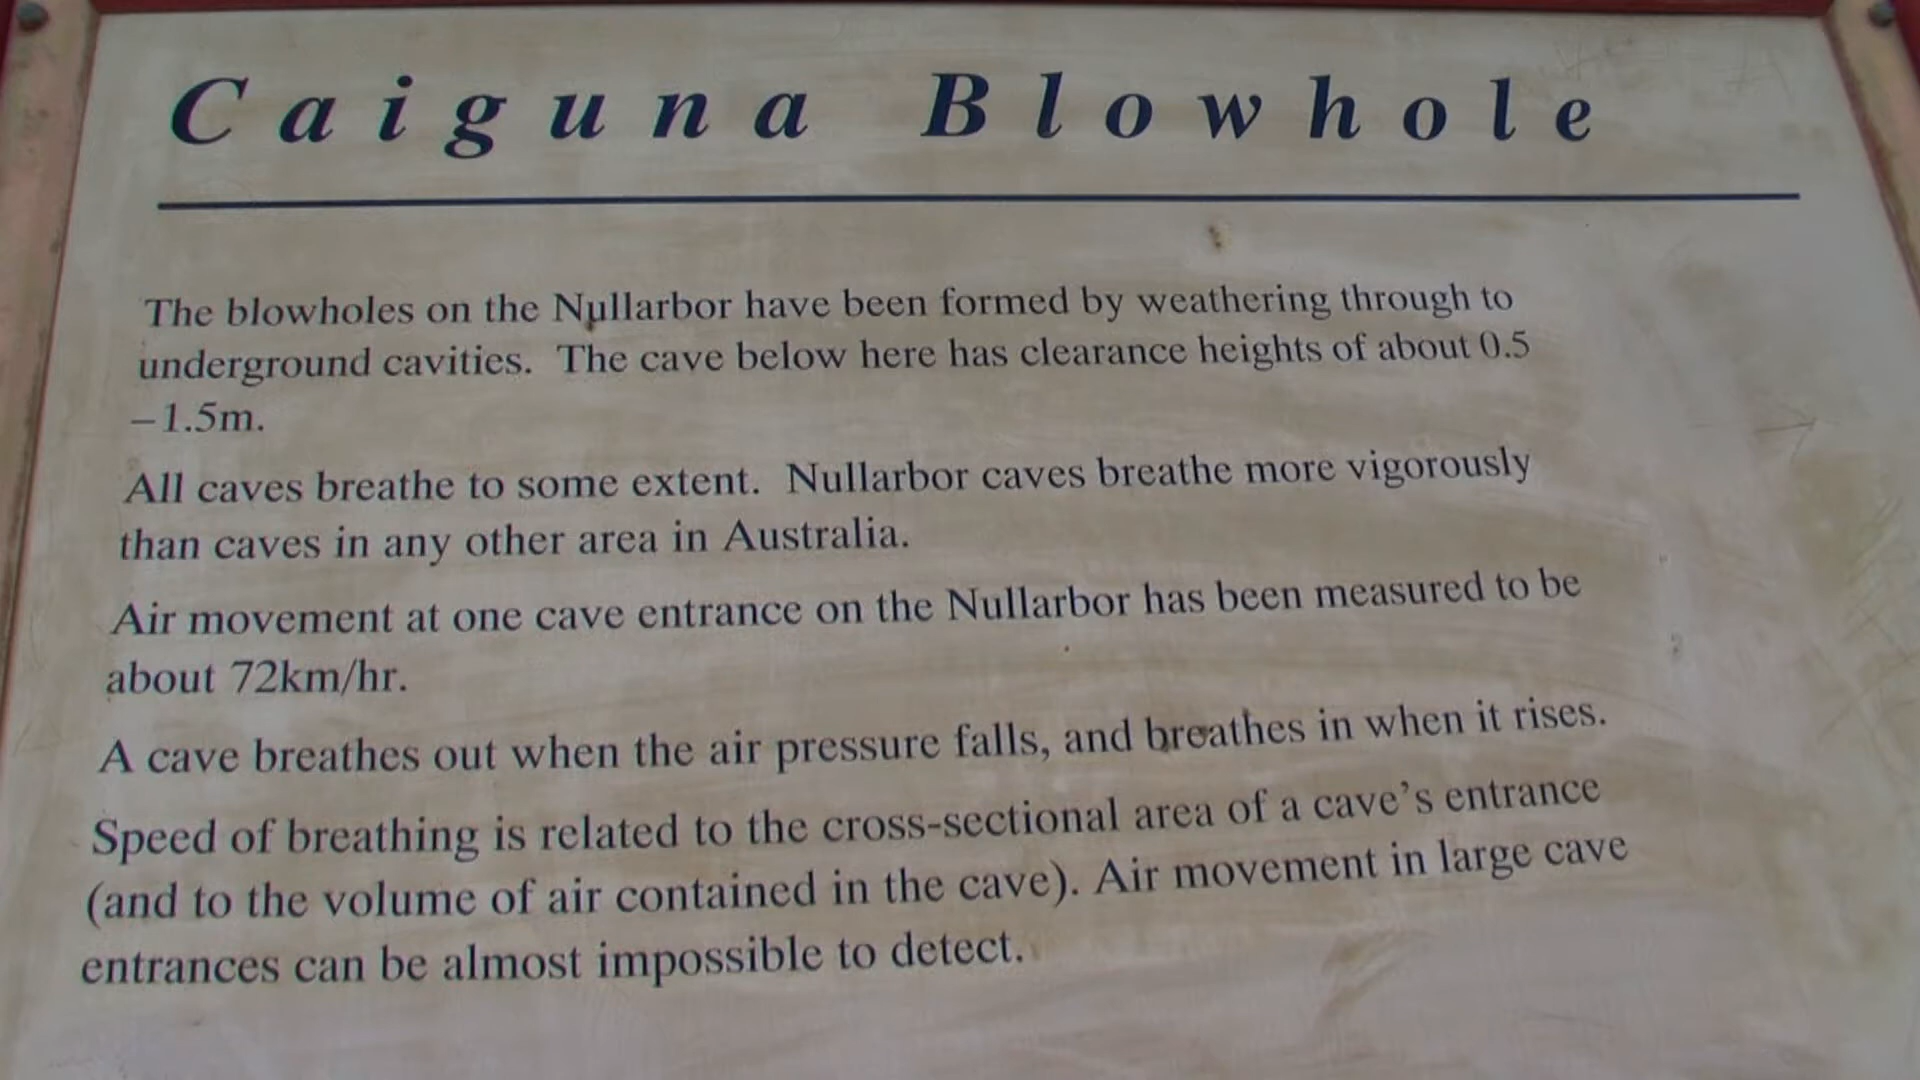 Caiguna Blowhole
The blowholes on the Nullarbor have been formed by weathering through to
underground cavities. The cave below here has clearance heights of about 0.5
–1.5m.
All caves breathe to some extent. Nullarbor caves breathe more vigorously
than caves in any other area in Australia.
Air movement at one cave entrance on the Nullarbor has been measured to be
about 72km/hr.
A cave breathes out when the air pressure falls, and breathes in when it rises.
Speed of breathing is related to the cross-sectional area of a cave's entrance
(and to the volume of air contained in the cave). Air movement in large cave
entrances can be almost impossible to detect.